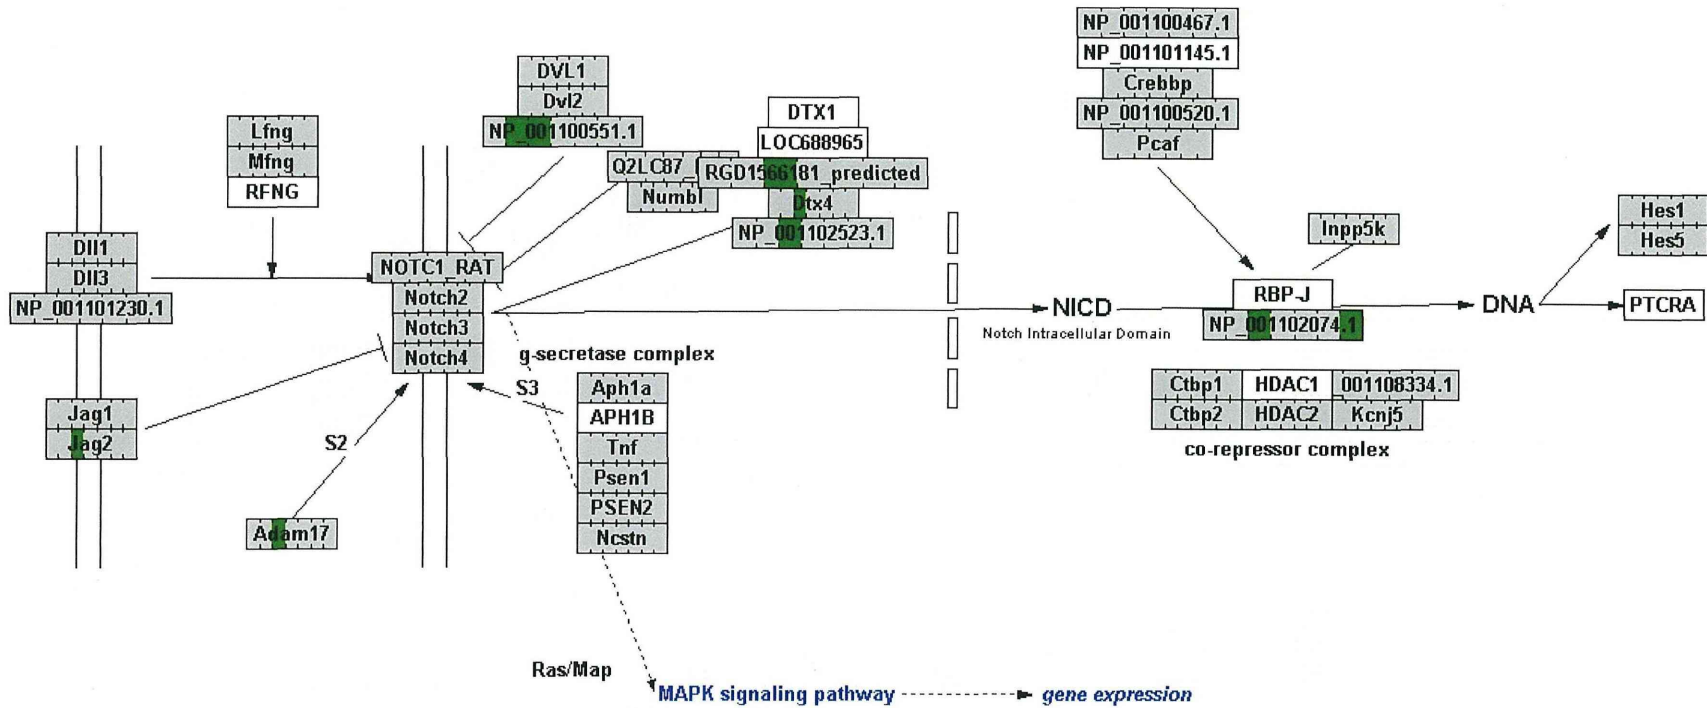 NP_001100467.1
NP_001101145.1
Crebbp
NP_001100520.1
Pcaf
DVL1
Dvl2
NP_001100551.1
DTX1
LOC688965
RGD1566181_predicted
Dtx4
NP_001102523.1
Q2LC87_
Numbl
Lfng
Mfng
RFNG
Dll1
Dll3
NP_001101230.1
NOTC1_RAT
Notch2
Notch3
Notch4
Hes1
Hes5
Inpp5k
RBP-J
NP_001102074.1
NICD
Notch Intracellular Domain
DNA
PTCRA
g-secretase complex
S3
Aph1a
APH1B
Tnf
Psen1
PSEN2
Ncstn
Ctbp1 HDAC1 _001108334.1
Ctbp2 HDAC2 Kcnj5
co-repressor complex
Jag1
Jag2
S2
Adam17
Ras/Map
MAPK signaling pathway
gene expression